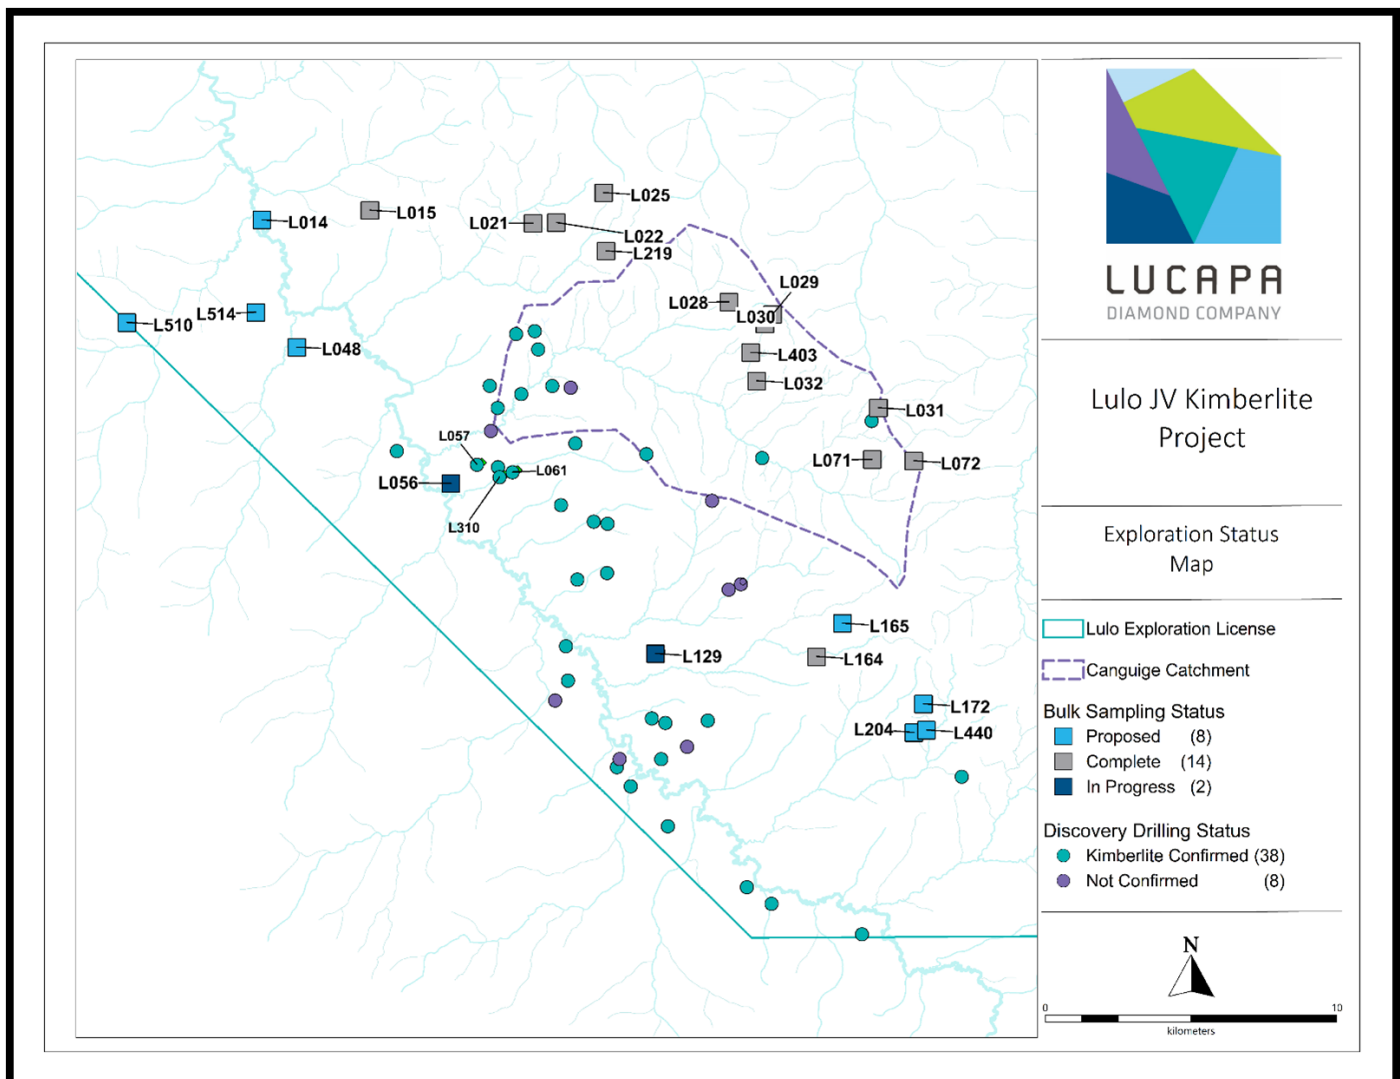 L025
L015
L014
L021
L022
L219
L029
L028
L030
L514
L510
L048
L403
L032
L031
L057
L071
L072
L061
L056
L310
L165
L129
L164
L172
L204
L440
LUCAPA
DIAMOND COMPANY
Lulo JV Kimberlite
Project
Exploration Status
Map
Lulo Exploration License
Canguige Catchment
Bulk Sampling Status
Proposed (8)
Complete (14)
In Progress (2)
Discovery Drilling Status
Kimberlite Confirmed (38)
Not Confirmed (8)
N
0 10
kilometers